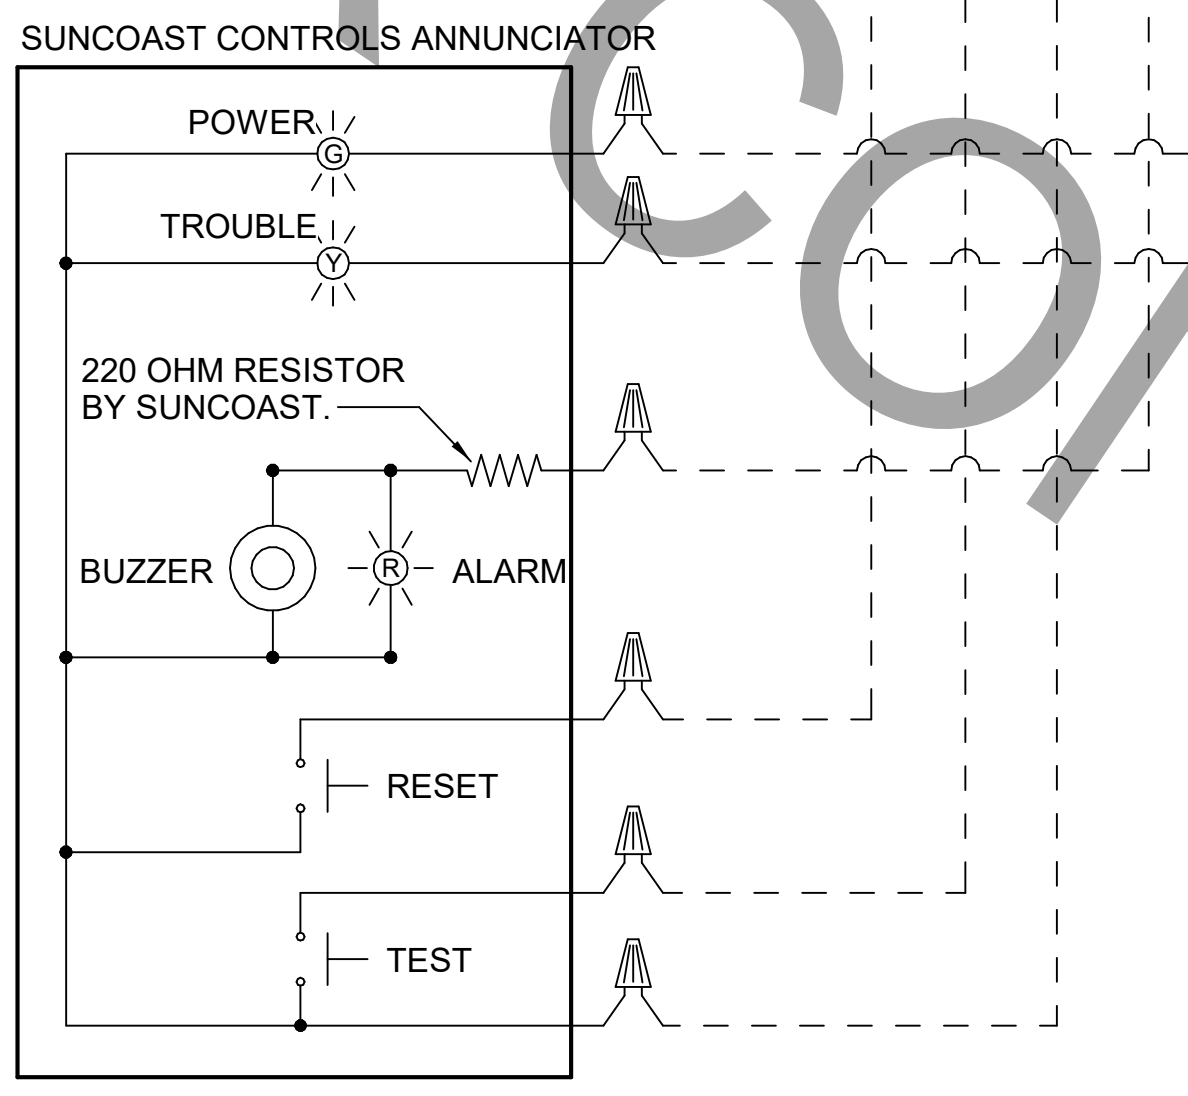 SUNCOAST CONTROLS ANNUNCIATOR
POWER
G
TROUBLE
Y
220 OHM RESISTOR
BY SUNCOAST.
BUZZER
R
ALARM
RESET
TEST